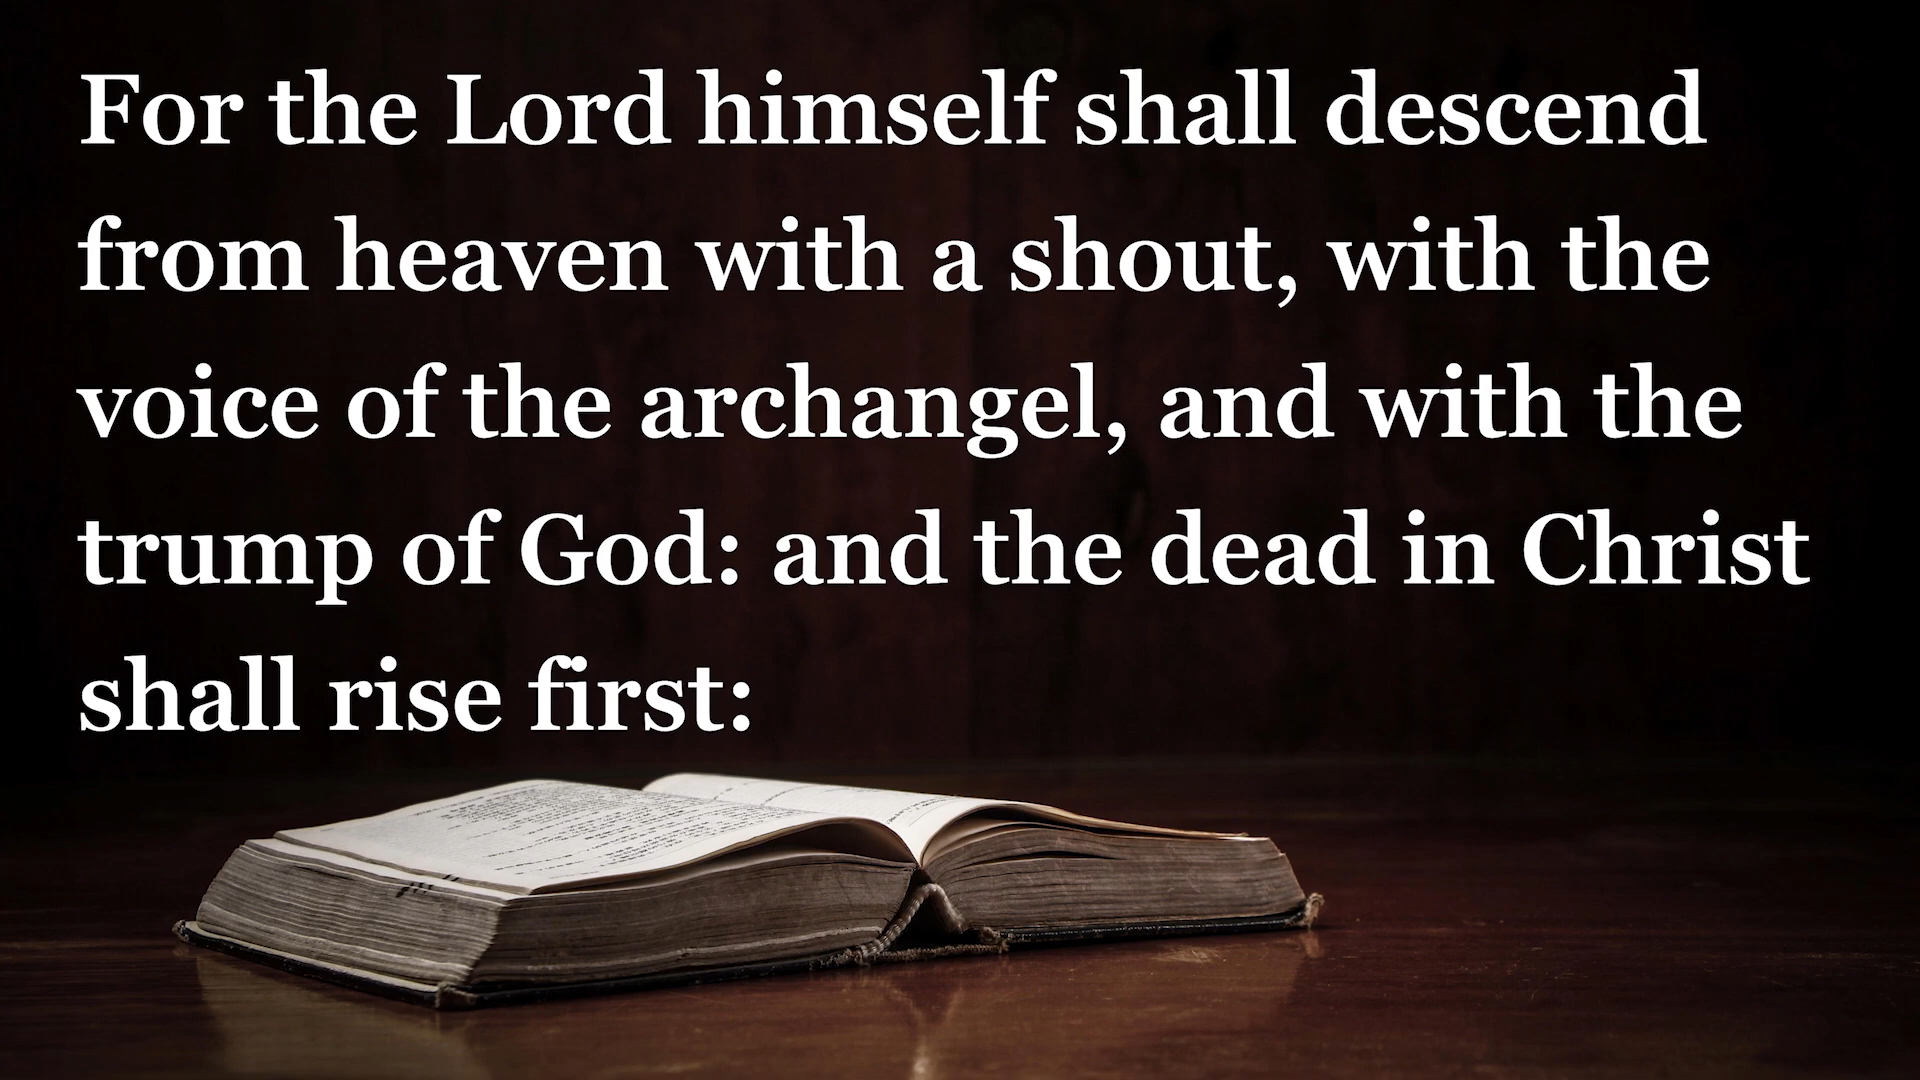 For the Lord himself shall descend
from heaven with a shout, with the
voice of the archangel, and with the
trump of God: and the dead in Christ
shall rise first: